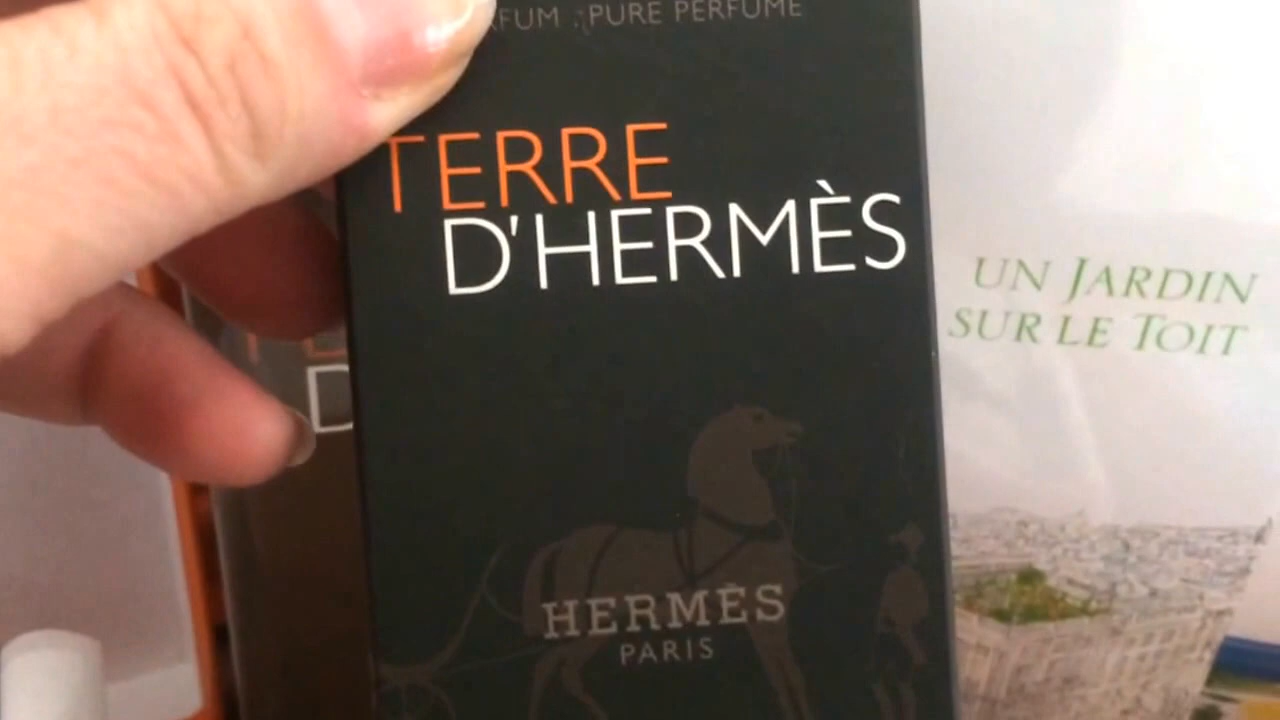 PURE PERFUME
TERRE
D'HERMÈS
HERMÈS
PARIS
UN JARDIN
SUR LE TOIT
D